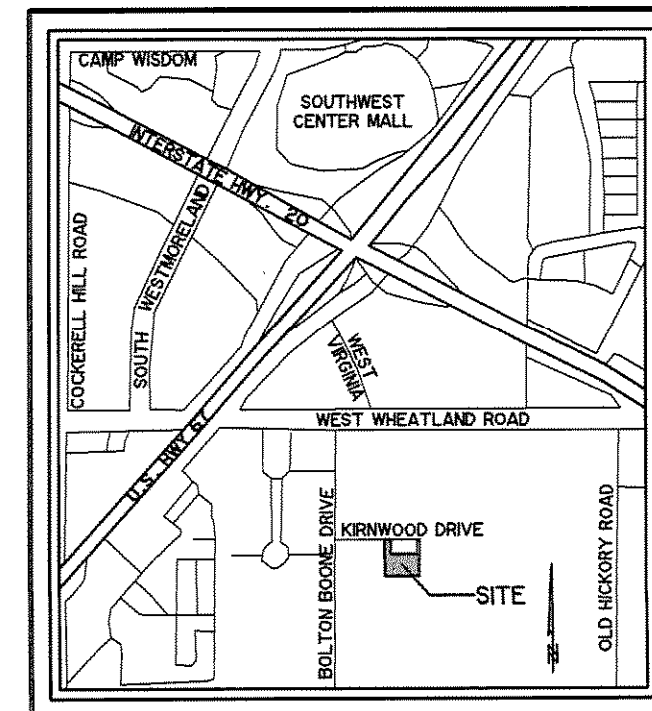 CAMP WISDOM
SOUTHWEST
CENTER MALL
INTERSTATE HWY. 20
COCKERELL HILL ROAD
SOUTH WESTMORELAND
WEST
VIRGINIA
WEST WHEATLAND ROAD
U.S. HWY 67
BOLTON BOONE DRIVE
KIRNWOOD DRIVE
SITE
OLD HICKORY ROAD
N